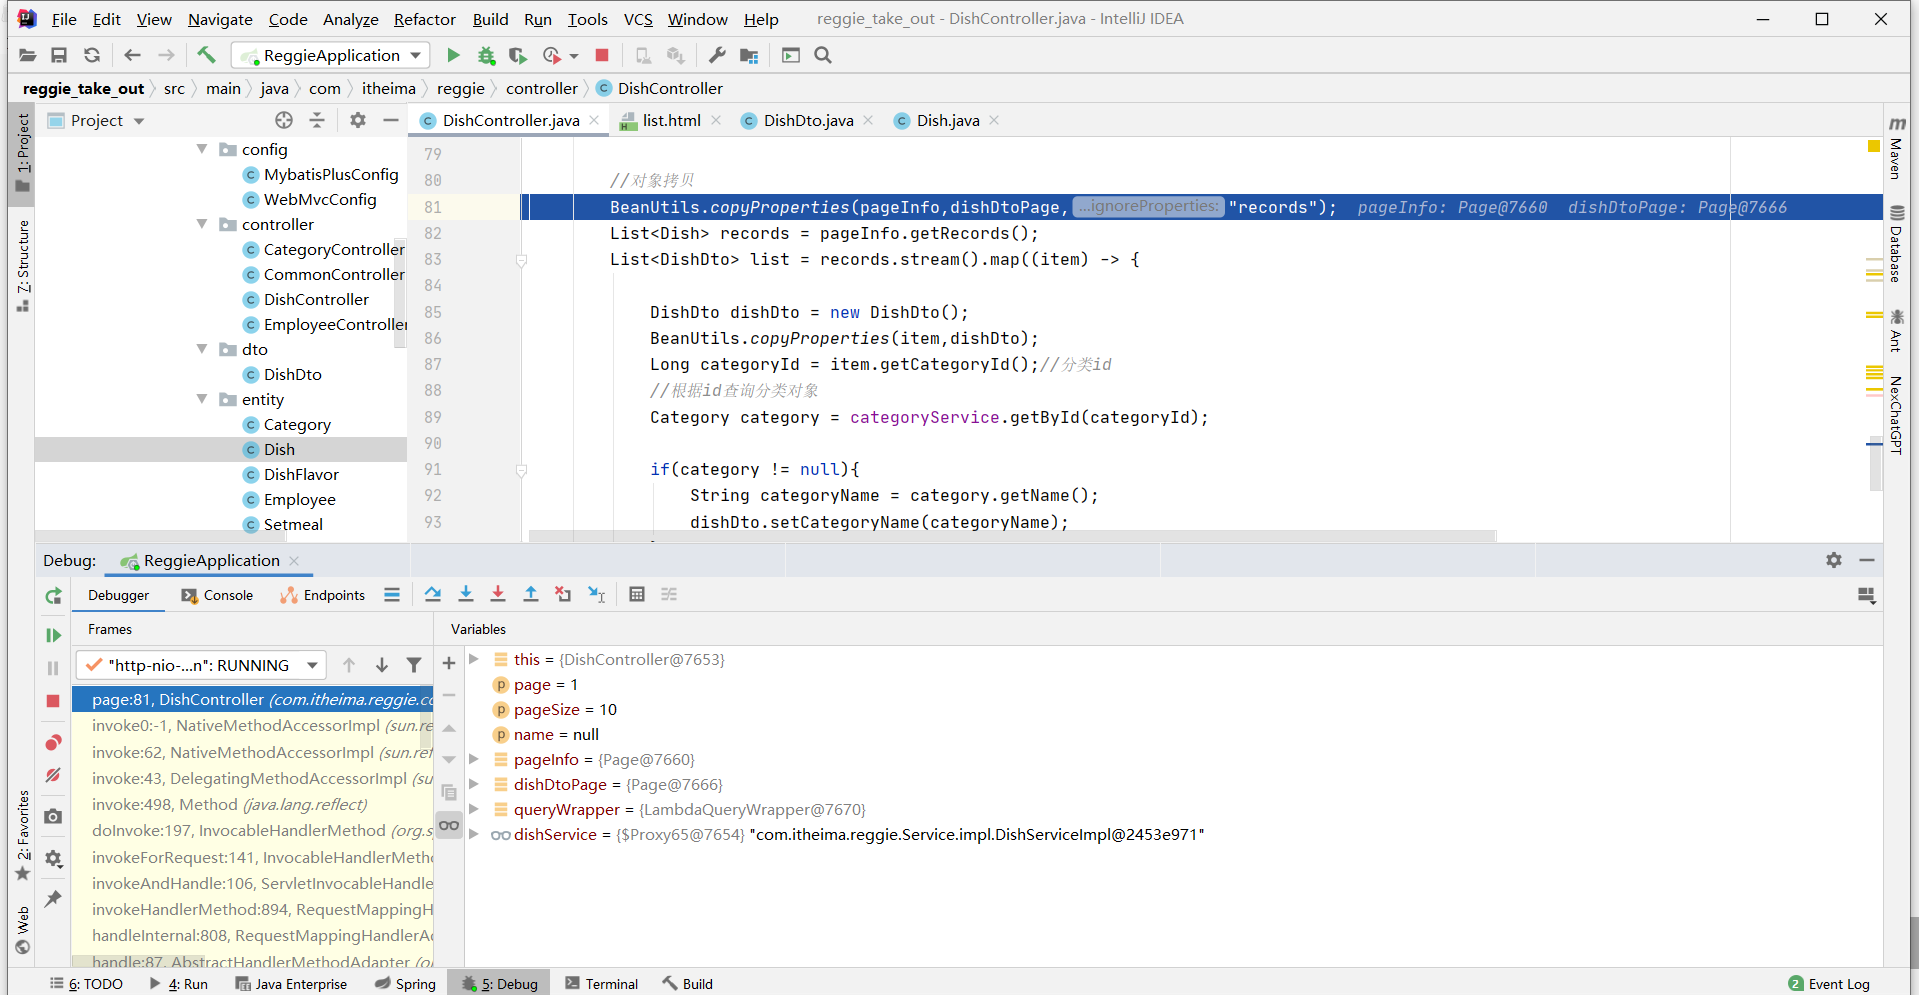 File Edit View Navigate Code Analyze Refactor Build Run Tools VCS Window Help reggie_take_out - DishController.java - IntelliJ IDEA
ReggieApplication
reggie_take_out src main java com itheima reggie controller DishController
Project
DishController.java list.html DishDto.java Dish.java
1: Project
7: Structure
2: Favorites
Web
config
MybatisPlusConfig
WebMvcConfig
controller
CategoryController
CommonController
DishController
EmployeeController
dto
DishDto
entity
Category
Dish
DishFlavor
Employee
Setmeal
79
80 //对象拷贝
81 BeanUtils.copyProperties(pageInfo,dishDtoPage, ...ignoreProperties: "records"); pageInfo: Page@7660 dishDtoPage: Page@7666
82 List<Dish> records = pageInfo.getRecords();
83 List<DishDto> list = records.stream().map((item) -> {
84
85 DishDto dishDto = new DishDto();
86 BeanUtils.copyProperties(item,dishDto);
87 Long categoryId = item.getCategoryId();//分类id
88 //根据id查询分类对象
89 Category category = categoryService.getById(categoryId);
90
91 if(category != null){
92 String categoryName = category.getName();
93 dishDto.setCategoryName(categoryName);
Maven
Database
Ant
NexChatGPT
Debug: ReggieApplication
Debugger Console Endpoints
Frames
"http-nio-...n": RUNNING
page:81, DishController (com.itheima.reggie.co
invoke0:-1, NativeMethodAccessorImpl (sun.re
invoke:62, NativeMethodAccessorImpl (sun.ref
invoke:43, DelegatingMethodAccessorImpl (su
invoke:498, Method (java.lang.reflect)
doInvoke:197, InvocableHandlerMethod (org.s
invokeForRequest:141, InvocableHandlerMetho
invokeAndHandle:106, ServletInvocableHandle
invokeHandlerMethod:894, RequestMappingH
handleInternal:808, RequestMappingHandlerAd
handle:87, AbstractHandlerMethodAdapter (o
Variables
this = {DishController@7653}
page = 1
pageSize = 10
name = null
pageInfo = {Page@7660}
dishDtoPage = {Page@7666}
queryWrapper = {LambdaQueryWrapper@7670}
dishService = {$Proxy65@7654} "com.itheima.reggie.Service.impl.DishServiceImpl@2453e971"
6: TODO 4: Run Java Enterprise Spring 5: Debug Terminal Build 2 Event Log